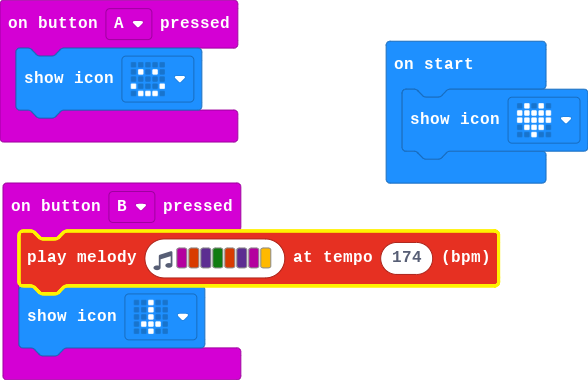 on button A pressed
show icon
on start
show icon
on button B pressed
play melody at tempo 174 (bpm)
show icon